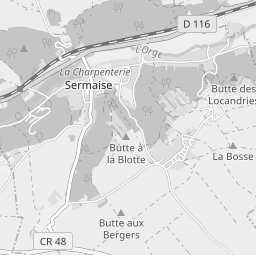 D 116
L'Orge
La Charpenterie
Sermaise
Butte des
Locandries
Butte à
la Blotte
La Bosse
Butte aux
Bergers
CR 48